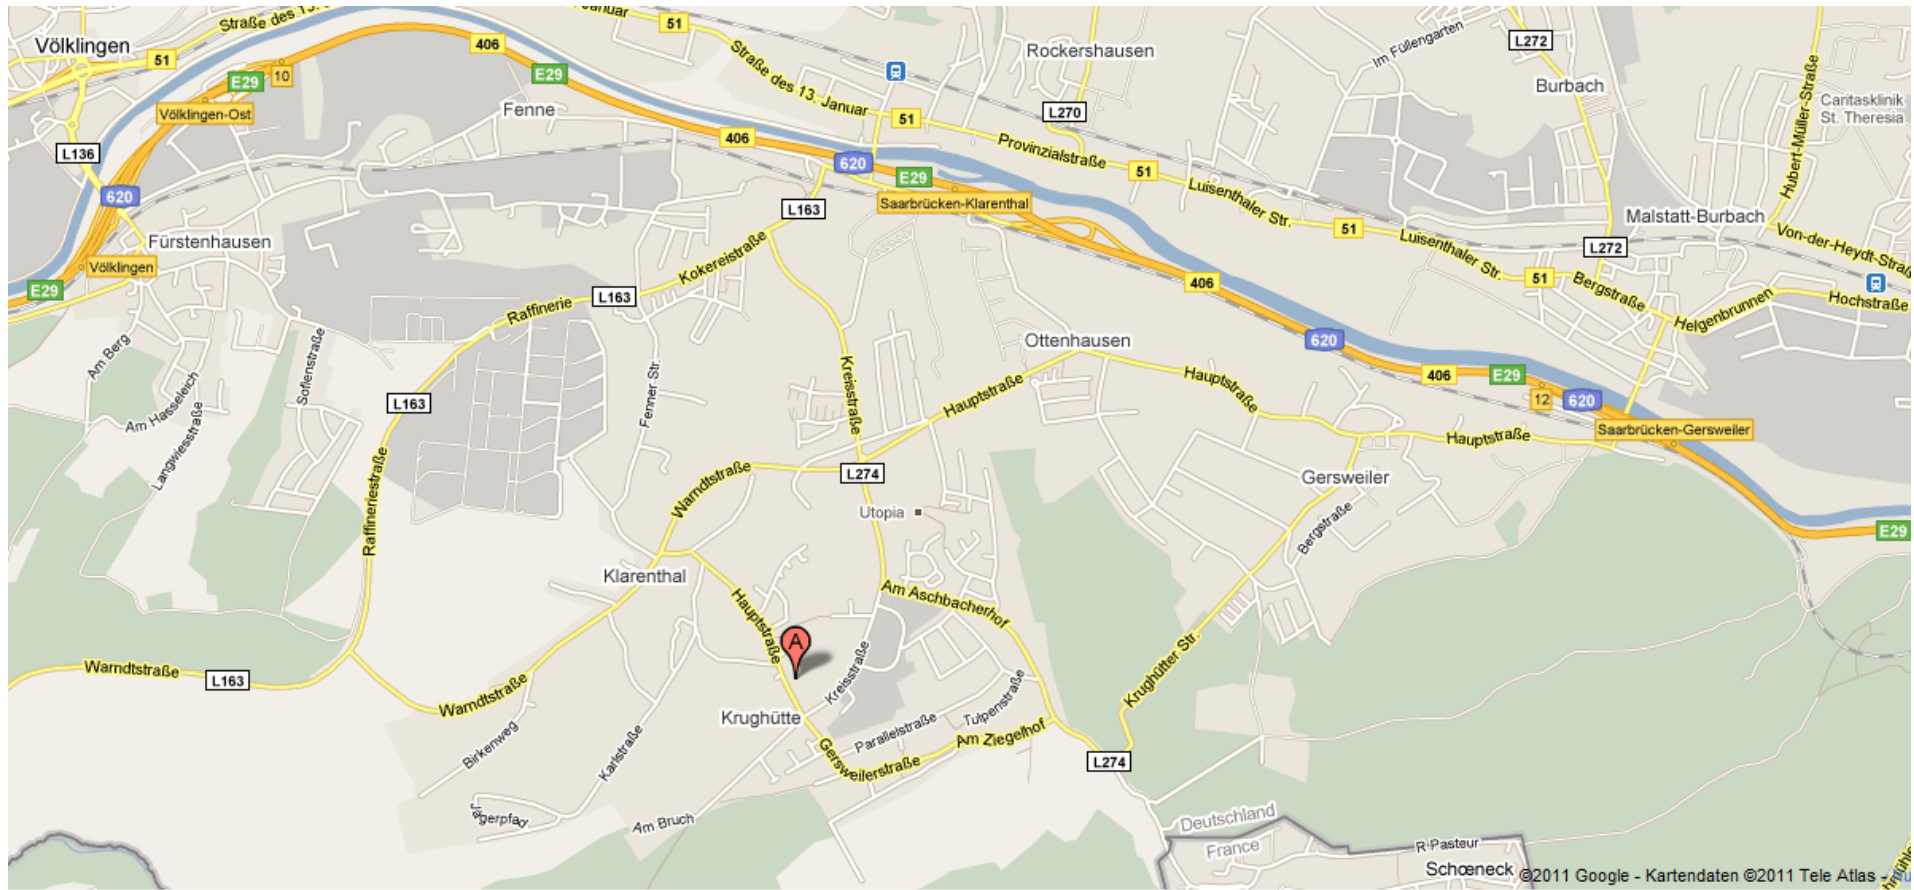 Straße des 13. J
Januar
51
406
Völklingen
51
E29
10
Völklingen-Ost
Fenne
E29
Straße des 13. Januar
51
Rockershausen
L270
L272
Im Füllengarten
Burbach
Hubert-Müller-Straße
Caritasklinik
St. Theresia
L136
620
406
620
E29
Provinzialstraße
51
Luisenthaler Str.
Saarbrücken-Klarenthal
L163
51
Luisenthaler Str.
Malstatt-Burbach
L272
Von-der-Heydt-Straß
Fürstenhausen
Völklingen
E29
Kokereistraße
L163
Raffinerie
406
51
Bergstraße
Helgenbrunnen
Hochstraße
Am Berg
Sofienstraße
Ottenhausen
620
Am Hasseleich
Langwiesstraße
L163
Fenner Str.
Kreisstraße
Hauptstraße
Hauptstraße
406
E29
12
620
Saarbrücken-Gersweiler
Hauptstraße
Raffineriestraße
Warndtstraße
L274
Utopia
Gersweiler
Bergstraße
E29
Klarenthal
Am Aschbacherhof
Hauptstraße
A
Kreisstraße
Krughütter Str.
Warndtstraße
L163
Warndtstraße
Birkenweg
Karlstraße
Krughütte
Parallelstraße
Tulpenstraße
Gersweilerstraße
Am Ziegelhof
L274
Jägerpfad
Am Bruch
Deutschland
France
R Pasteur
Schœneck
©2011 Google - Kartendaten ©2011 Tele Atlas -